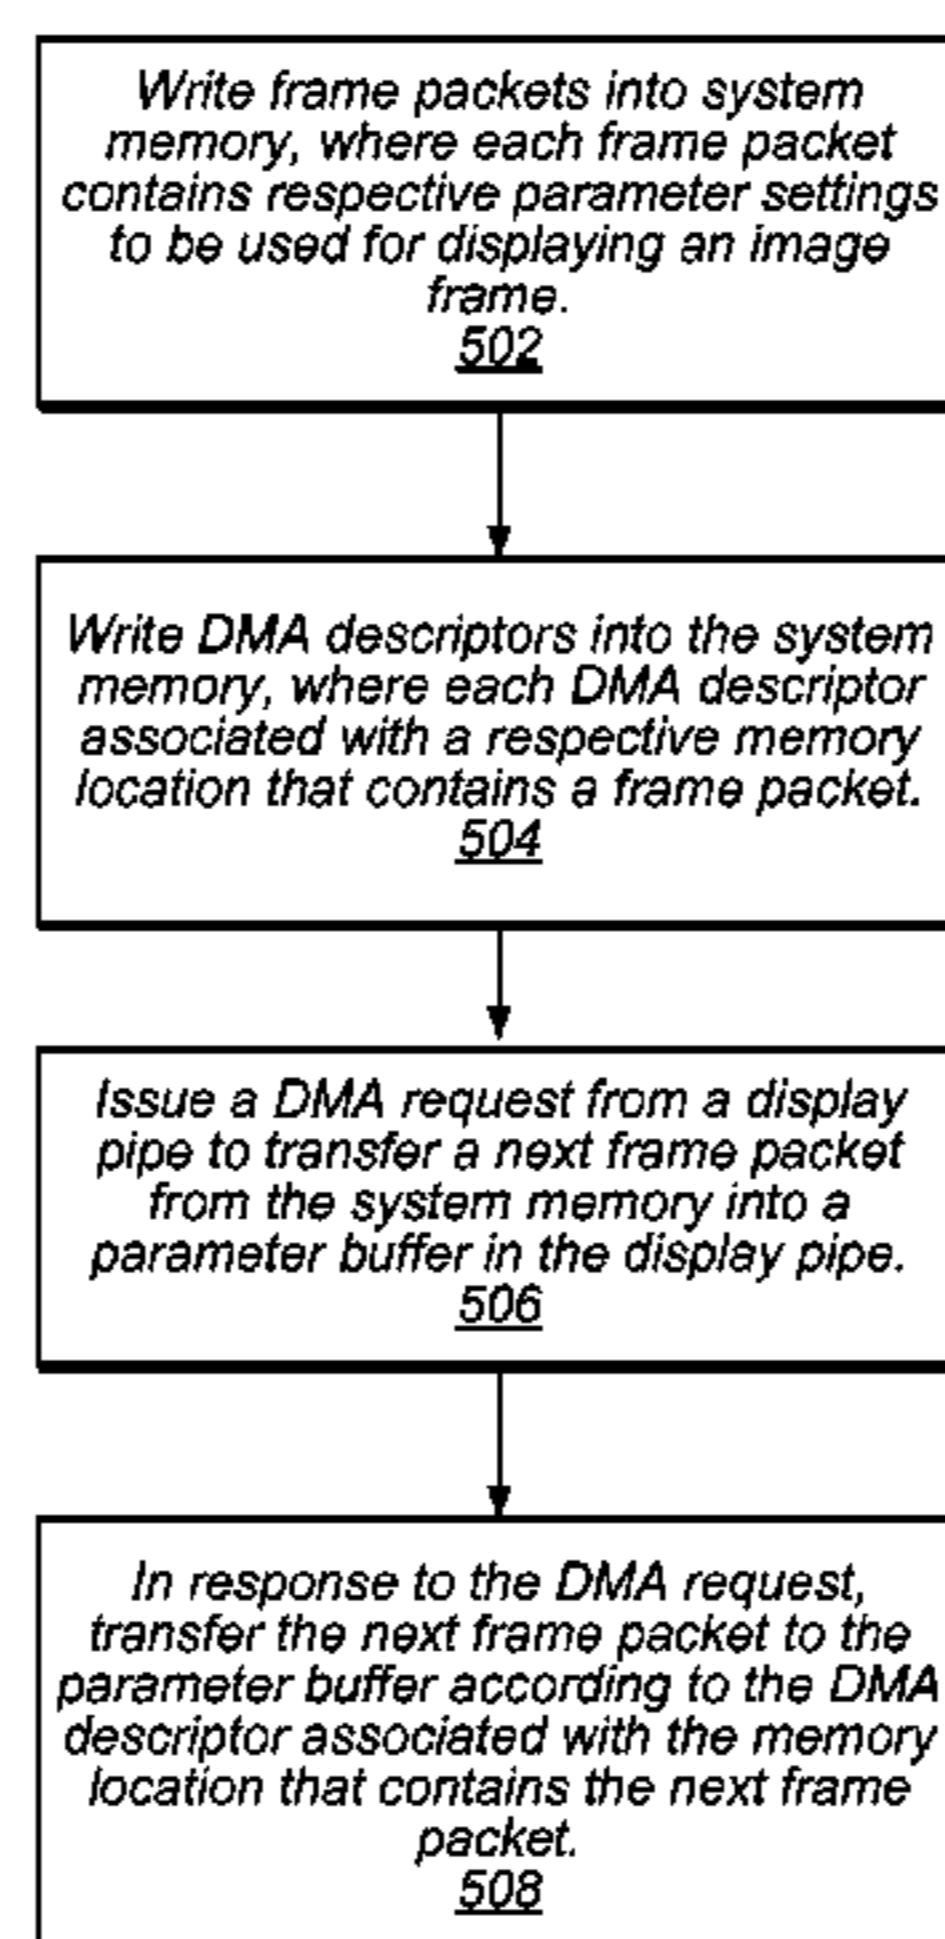 Write frame packets into system
memory, where each frame packet
contains respective parameter settings
to be used for displaying an image
frame.
502
Write DMA descriptors into the system
memory, where each DMA descriptor
associated with a respective memory
location that contains a frame packet.
504
Issue a DMA request from a display
pipe to transfer a next frame packet
from the system memory into a
parameter buffer in the display pipe.
506
In response to the DMA request,
transfer the next frame packet to the
parameter buffer according to the DMA
descriptor associated with the memory
location that contains the next frame
packet.
508